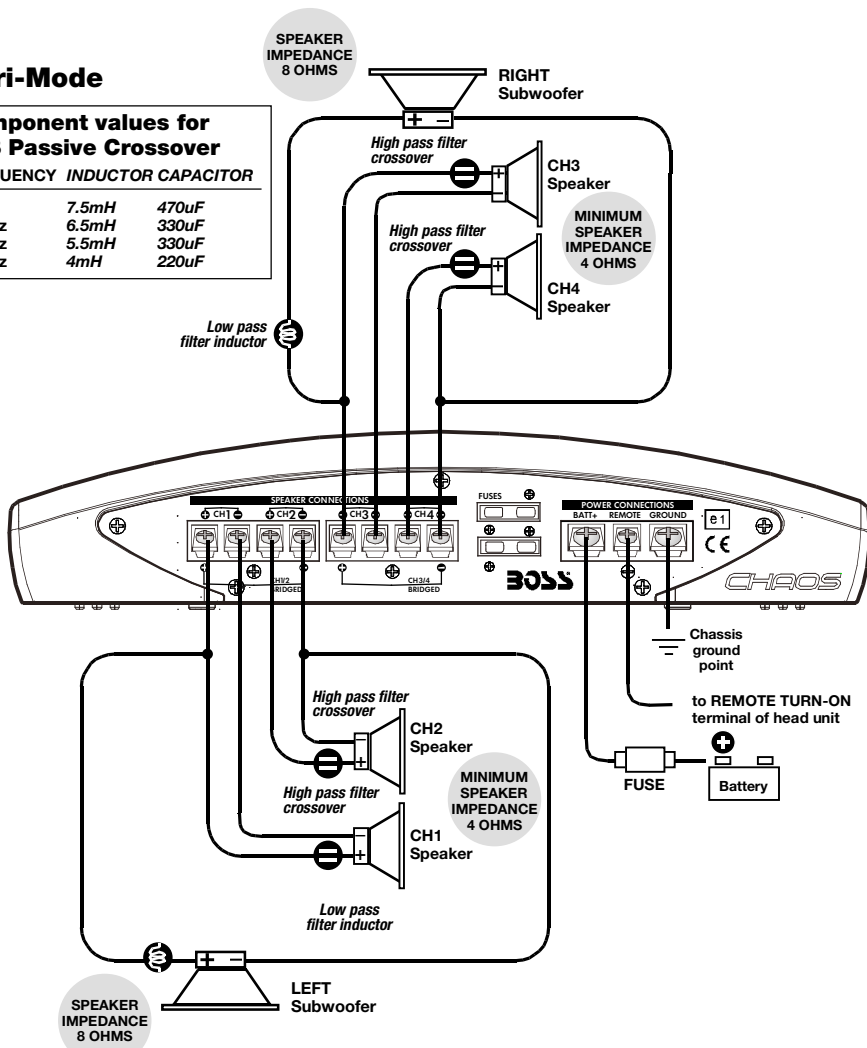 SPEAKER
IMPEDANCE
8 OHMS
RIGHT
Subwoofer
ri-Mode
mponent values for
Passive Crossover
UENCY INDUCTOR CAPACITOR
7.5mH 470uF
z 6.5mH 330uF
z 5.5mH 330uF
z 4mH 220uF
+ −
High pass filter
crossover
+
−
CH3
Speaker
MINIMUM
SPEAKER
IMPEDANCE
4 OHMS
High pass filter
crossover
+
−
CH4
Speaker
Low pass
filter inductor
SPEAKER CONNECTIONS
CH1 CH2 CH3 CH4
CH1/2
BRIDGED
CH3/4
BRIDGED
FUSES
POWER CONNECTIONS
BATT+ REMOTE GROUND
e1
CE
BOSS
CHAOS
Chassis
ground
point
to REMOTE TURN-ON
terminal of head unit
+
FUSE
Battery
High pass filter
crossover
−
+
CH2
Speaker
High pass filter
crossover
MINIMUM
SPEAKER
IMPEDANCE
4 OHMS
−
+
CH1
Speaker
Low pass
filter inductor
+ −
LEFT
Subwoofer
SPEAKER
IMPEDANCE
8 OHMS